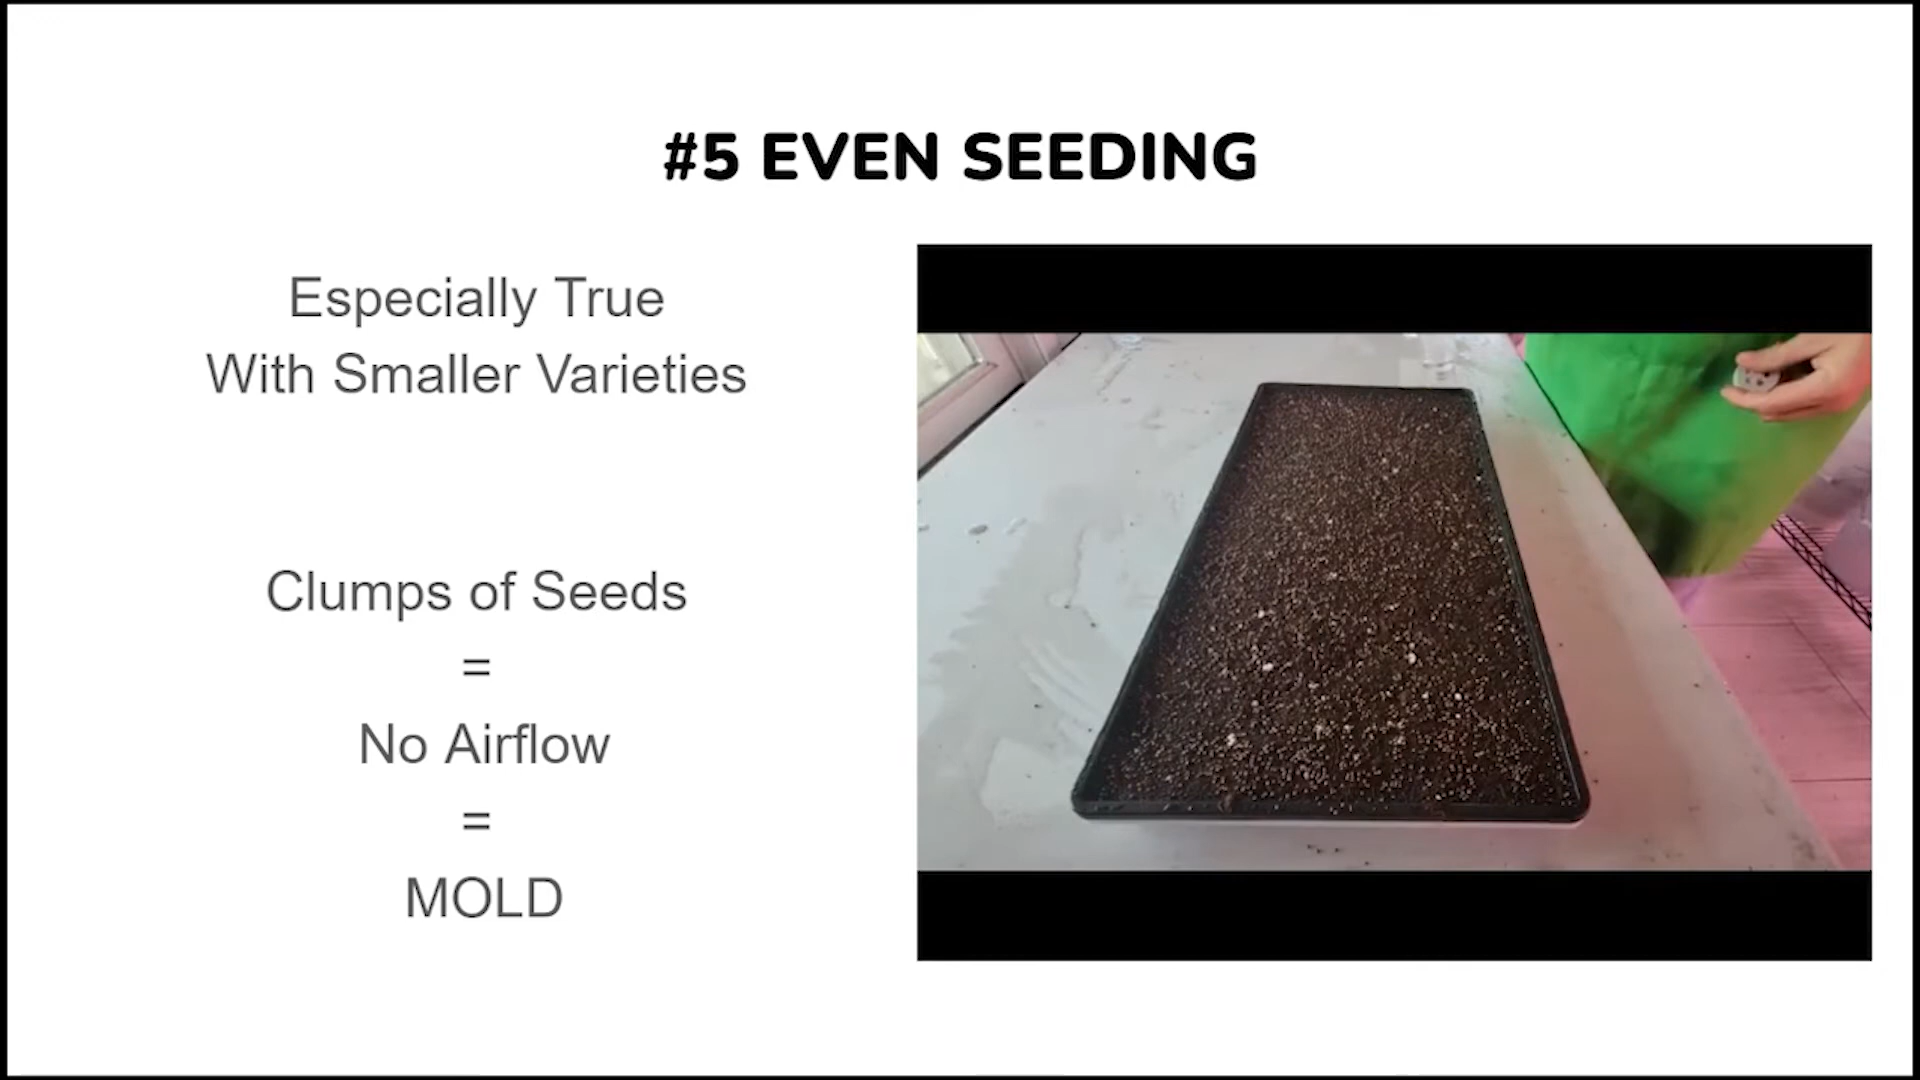 #5 EVEN SEEDING
Especially True
With Smaller Varieties
Clumps of Seeds
=
No Airflow
=
MOLD